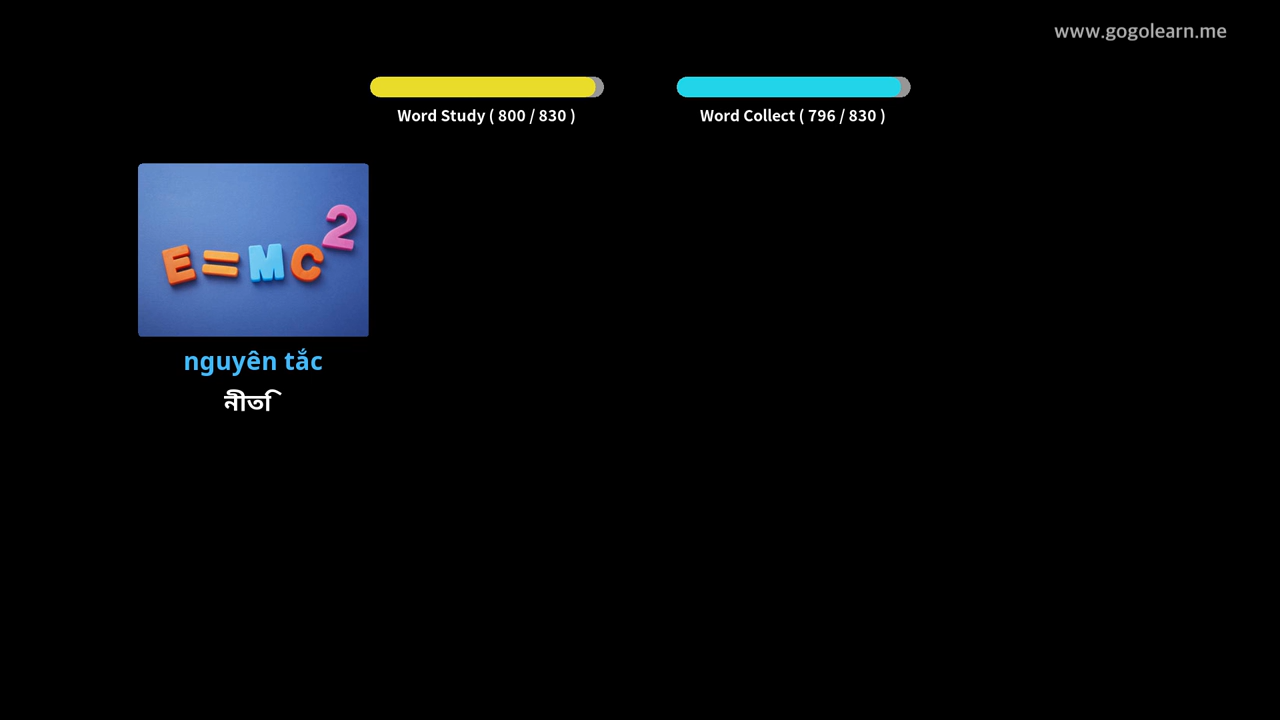 www.gogolearn.me
Word Study ( 800 / 830 )
Word Collect ( 796 / 830 )
E=MC²
nguyên tắc
নীতি